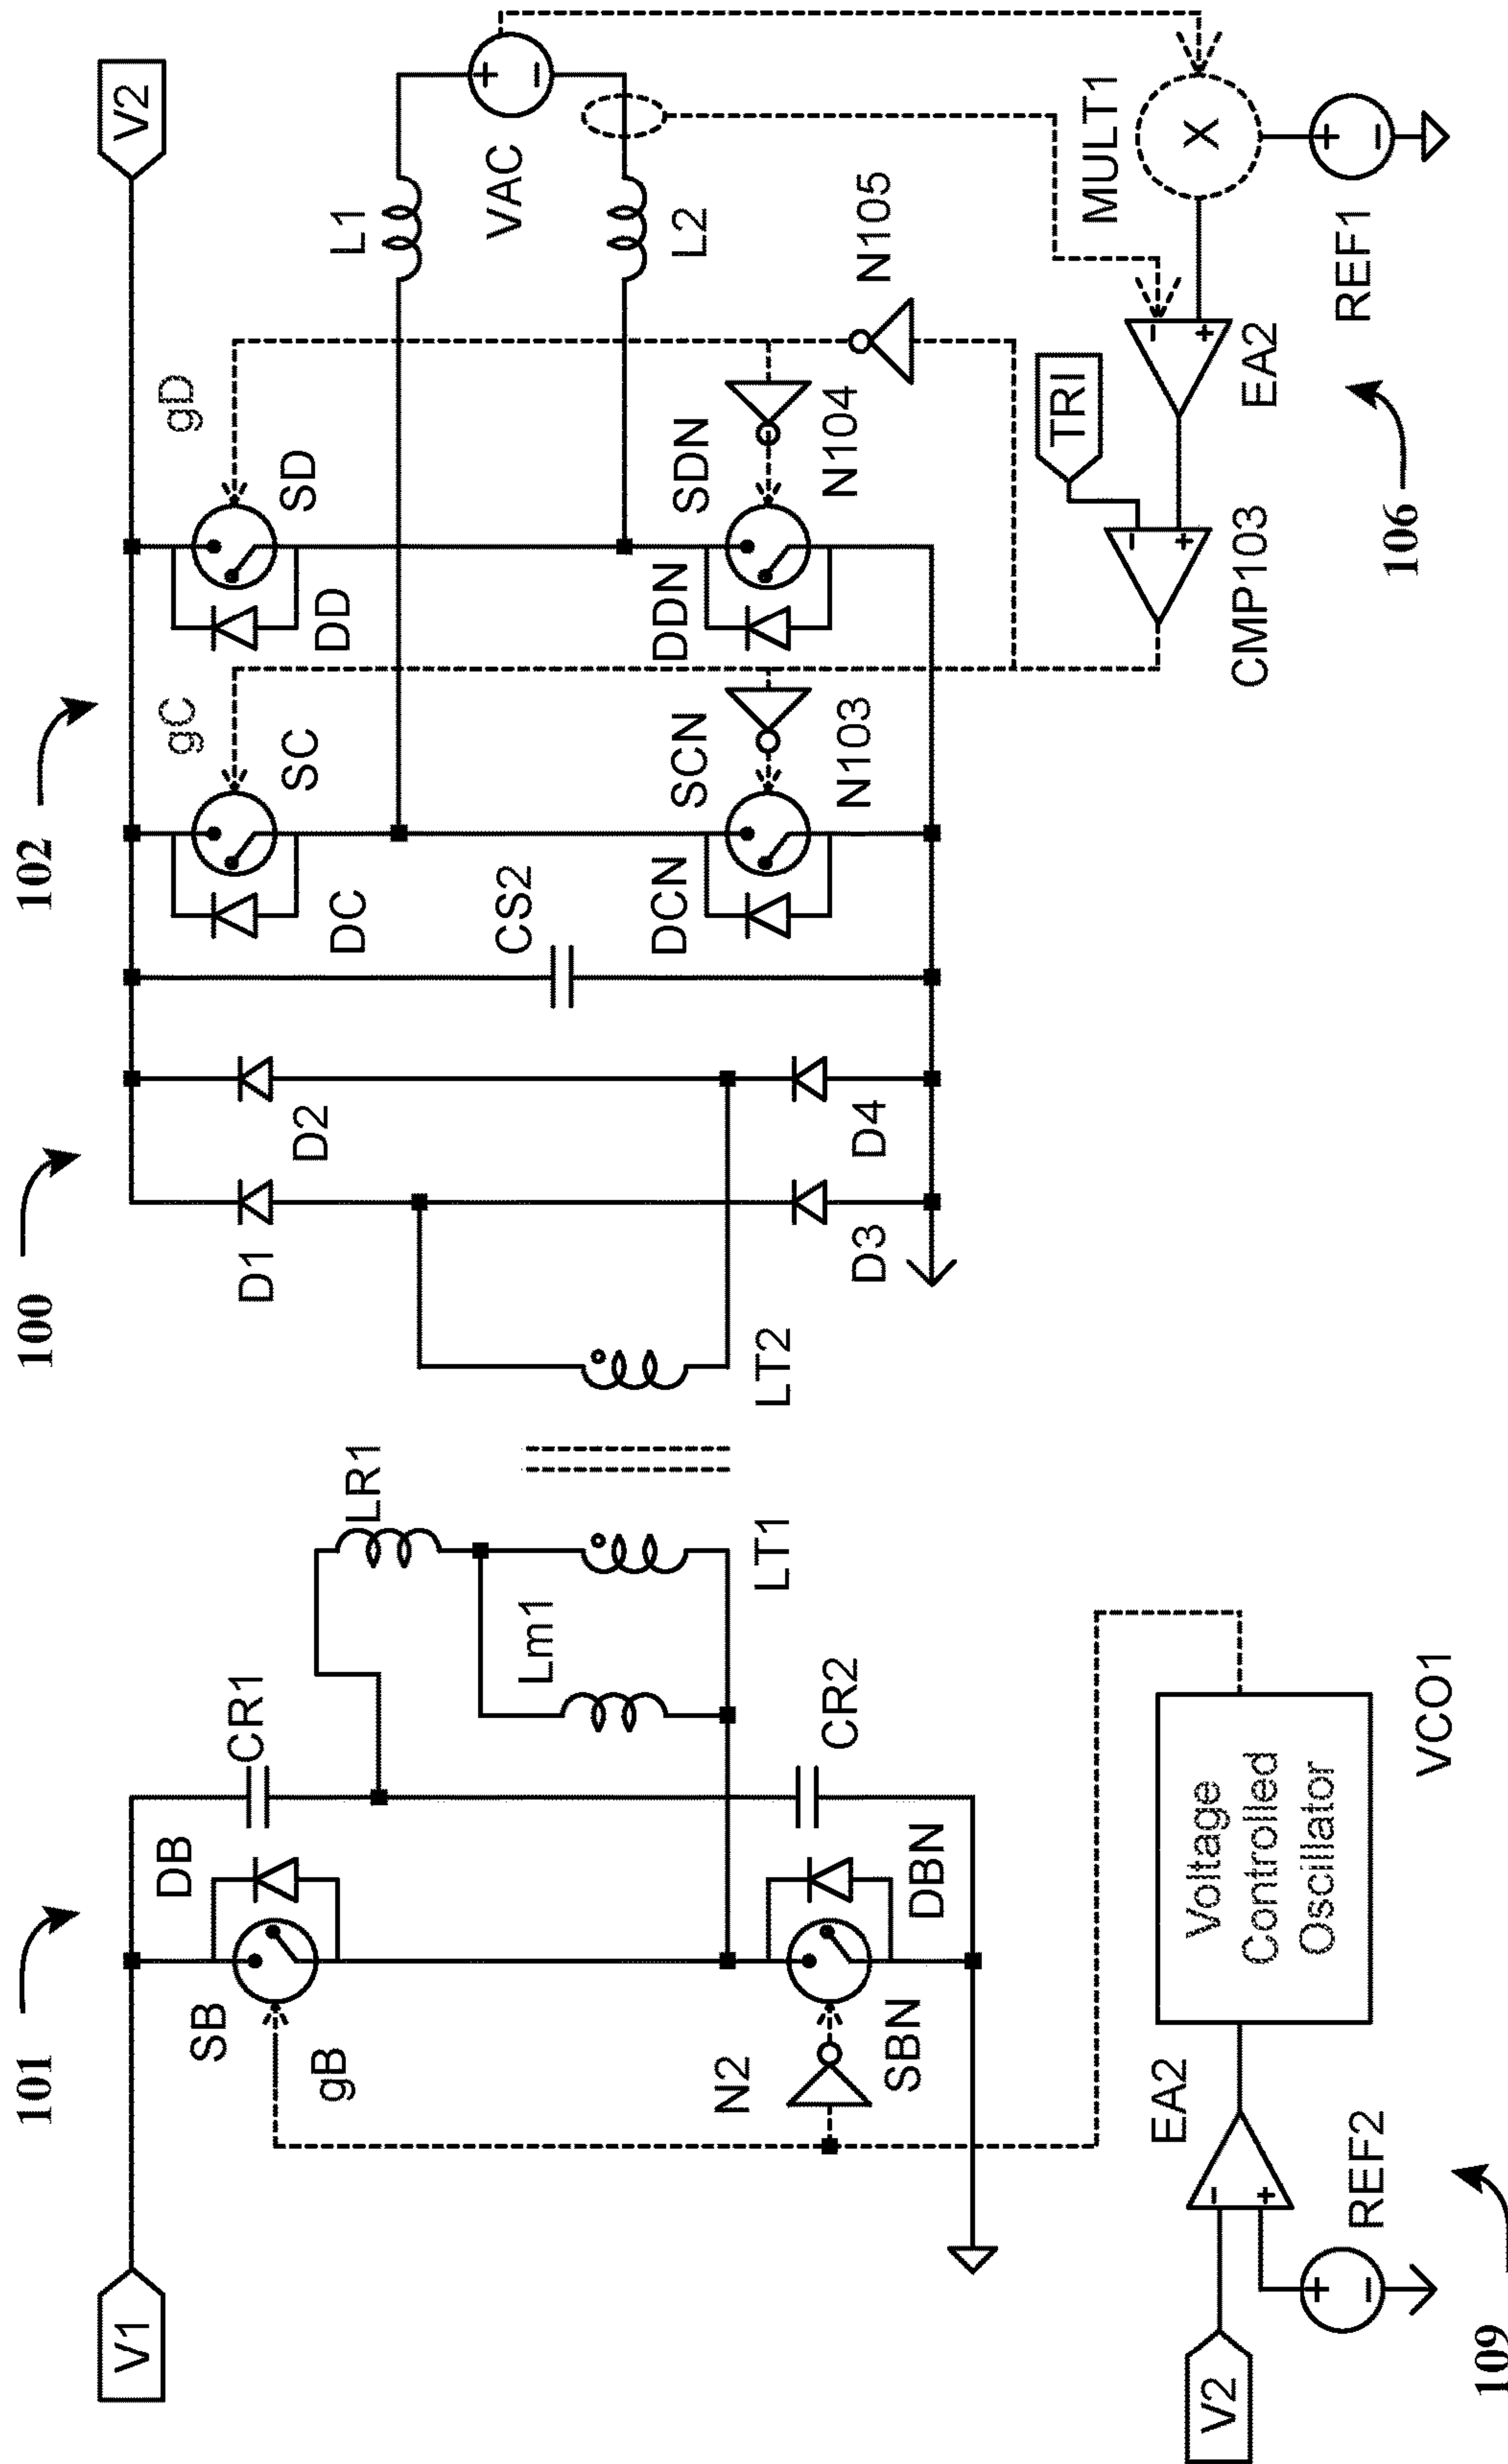 101
100
102
V1
V2
SB
DB
CR1
LR1
gB
D1
D2
DC
SC
gC
DD
SD
gD
L1
VAC
+
−
Lm1
CS2
L2
N2
SBN
DBN
CR2
LT1
LT2
D3
D4
DCN
SCN
N103
DDN
SDN
N104
N105
V2
−
+
EA2
REF2
+
−
Voltage
Controlled
Oscillator
VCO1
109
CMP103
−
+
TRI
EA2
−
+
MULT1
X
REF1
+
−
106